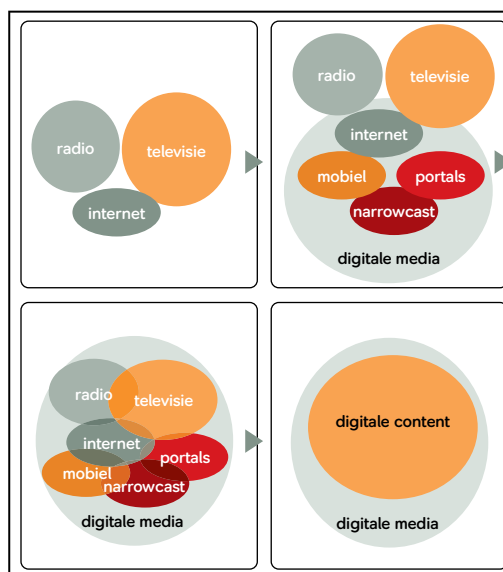 radio
televisie
internet
radio
televisie
internet
mobiel
portals
narrowcast
digitale media
radio
televisie
internet
portals
mobiel
narrowcast
digitale media
digitale content
digitale media